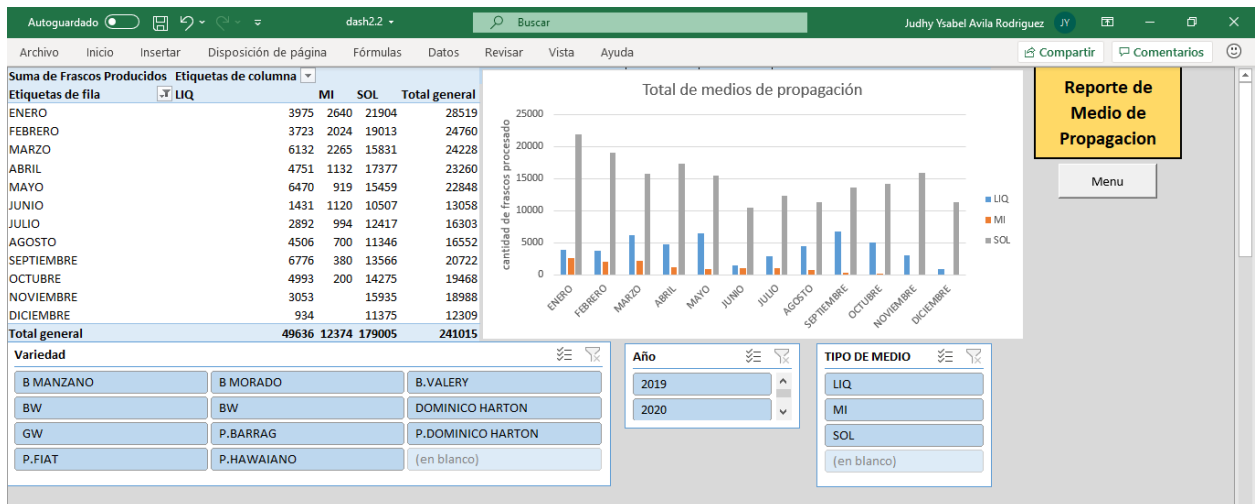 Autoguardado
dash2.2
Buscar
Judhy Ysabel Avila Rodriguez JY
Archivo Inicio Insertar Disposición de página Fórmulas Datos Revisar Vista Ayuda Compartir Comentarios
Suma de Frascos Producidos Etiquetas de columna
Etiquetas de fila LIQ MI SOL Total general
ENERO 3975 2640 21904 28519
FEBRERO 3723 2024 19013 24760
MARZO 6132 2265 15831 24228
ABRIL 4751 1132 17377 23260
MAYO 6470 919 15459 22848
JUNIO 1431 1120 10507 13058
JULIO 2892 994 12417 16303
AGOSTO 4506 700 11346 16552
SEPTIEMBRE 6776 380 13566 20722
OCTUBRE 4993 200 14275 19468
NOVIEMBRE 3053 15935 18988
DICIEMBRE 934 11375 12309
Total general 49636 12374 179005 241015
Total de medios de propagación
cantidad de frascos procesado
25000
20000
15000
10000
5000
0
ENERO FEBRERO MARZO ABRIL MAYO JUNIO JULIO AGOSTO SEPTIEMBRE OCTUBRE NOVIEMBRE DICIEMBRE
LIQ
MI
SOL
Reporte de
Medio de
Propagacion
Menu
Variedad
B MANZANO B MORADO B.VALERY
BW BW DOMINICO HARTON
GW P.BARRAG P.DOMINICO HARTON
P.FIAT P.HAWAIANO (en blanco)
Año
2019
2020
TIPO DE MEDIO
LIQ
MI
SOL
(en blanco)